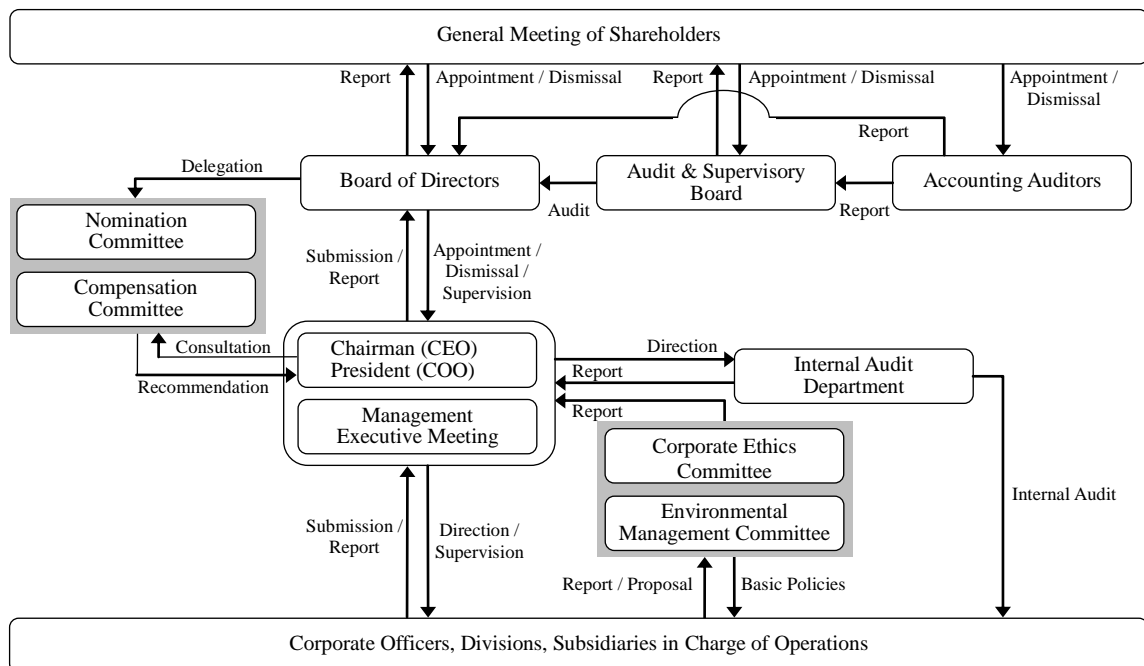 General Meeting of Shareholders
Report
Appointment / Dismissal
Report
Appointment / Dismissal
Appointment /
Dismissal
Report
Delegation
Board of Directors
Audit & Supervisory
Board
Accounting Auditors
Audit
Report
Nomination
Committee
Compensation
Committee
Submission /
Report
Appointment /
Dismissal /
Supervision
Consultation
Recommendation
Chairman (CEO)
President (COO)
Management
Executive Meeting
Direction
Report
Report
Internal Audit
Department
Corporate Ethics
Committee
Environmental
Management Committee
Internal Audit
Submission /
Report
Direction /
Supervision
Report / Proposal
Basic Policies
Corporate Officers, Divisions, Subsidiaries in Charge of Operations